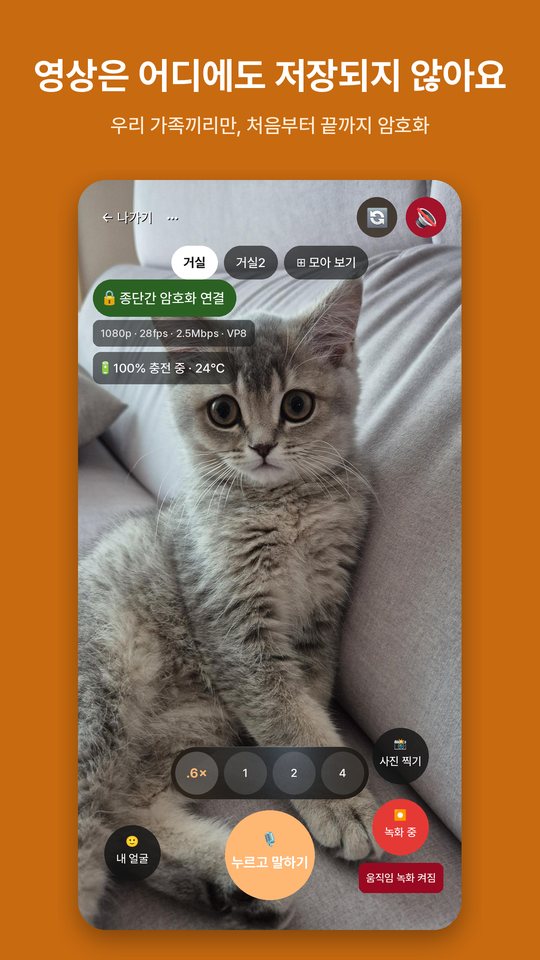 영상은 어디에도 저장되지 않아요
우리 가족끼리만, 처음부터 끝까지 암호화
← 나가기 ···
거실 거실2 ⊞ 모아 보기
🔒 종단간 암호화 연결
1080p · 28fps · 2.5Mbps · VP8
🔋100% 충전 중 · 24°C
사진 찍기
.6× 1 2 4
녹화 중
내 얼굴
누르고 말하기
움직임 녹화 켜짐